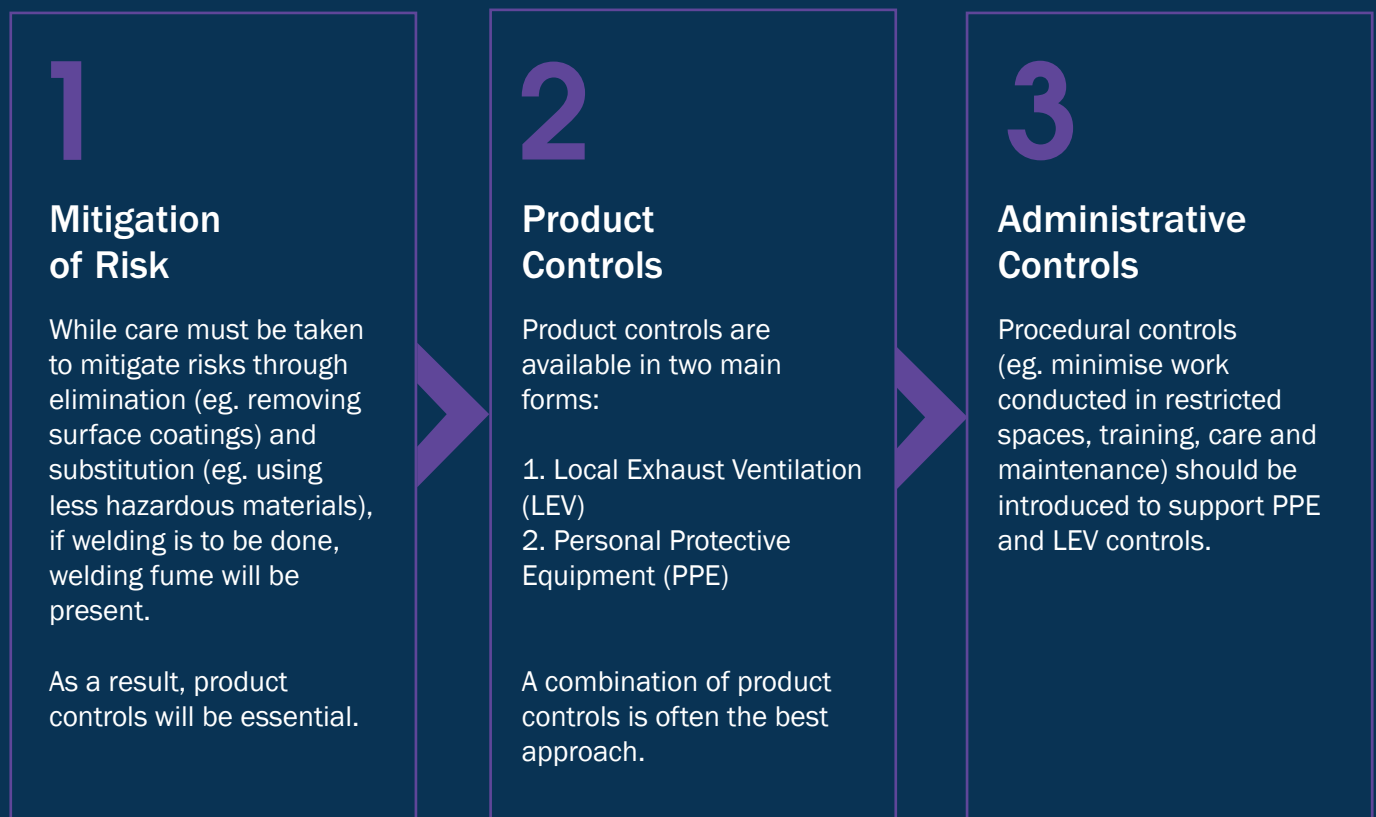 1
Mitigation
of Risk
While care must be taken
to mitigate risks through
elimination (eg. removing
surface coatings) and
substitution (eg. using
less hazardous materials),
if welding is to be done,
welding fume will be
present.
As a result, product
controls will be essential.
2
Product
Controls
Product controls are
available in two main
forms:
1. Local Exhaust Ventilation
(LEV)
2. Personal Protective
Equipment (PPE)
A combination of product
controls is often the best
approach.
3
Administrative
Controls
Procedural controls
(eg. minimise work
conducted in restricted
spaces, training, care and
maintenance) should be
introduced to support PPE
and LEV controls.